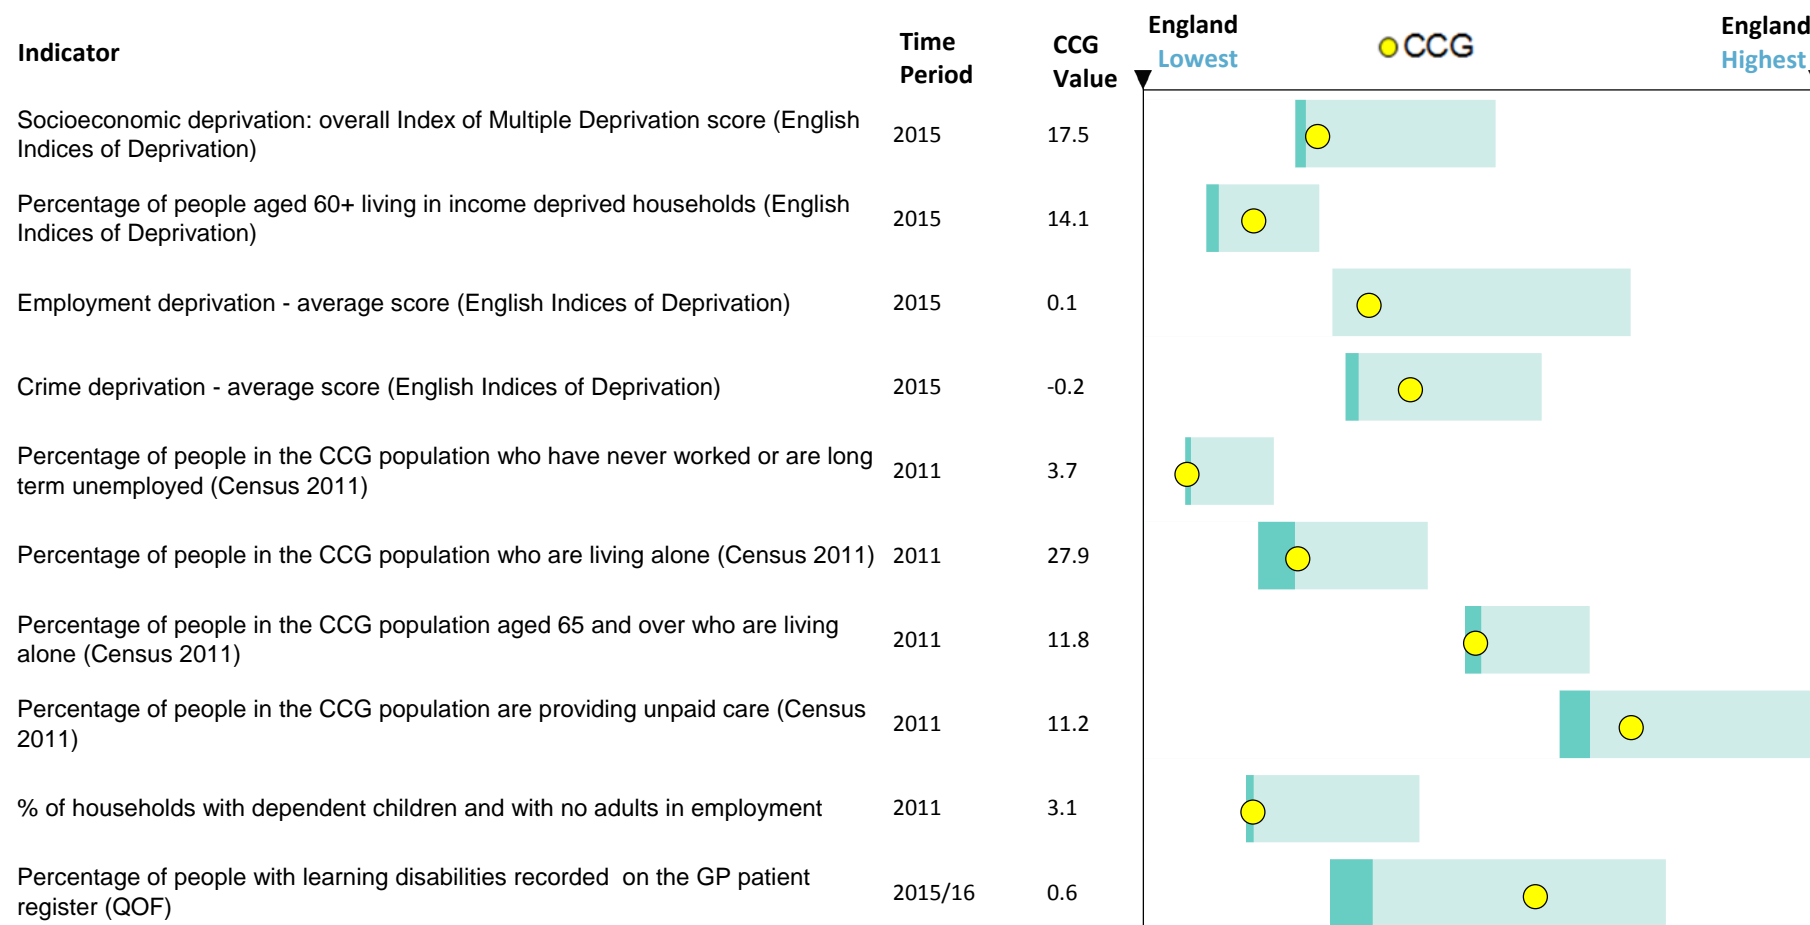 Indicator
Time
Period
CCG
Value
England
Lowest
CCG
England
Highest
Socioeconomic deprivation: overall Index of Multiple Deprivation score (English
Indices of Deprivation)
2015
17.5
Percentage of people aged 60+ living in income deprived households (English
Indices of Deprivation)
2015
14.1
Employment deprivation - average score (English Indices of Deprivation)
2015
0.1
Crime deprivation - average score (English Indices of Deprivation)
2015
-0.2
Percentage of people in the CCG population who have never worked or are long
term unemployed (Census 2011)
2011
3.7
Percentage of people in the CCG population who are living alone (Census 2011)
2011
27.9
Percentage of people in the CCG population aged 65 and over who are living
alone (Census 2011)
2011
11.8
Percentage of people in the CCG population are providing unpaid care (Census
2011)
2011
11.2
% of households with dependent children and with no adults in employment
2011
3.1
Percentage of people with learning disabilities recorded  on the GP patient
register (QOF)
2015/16
0.6